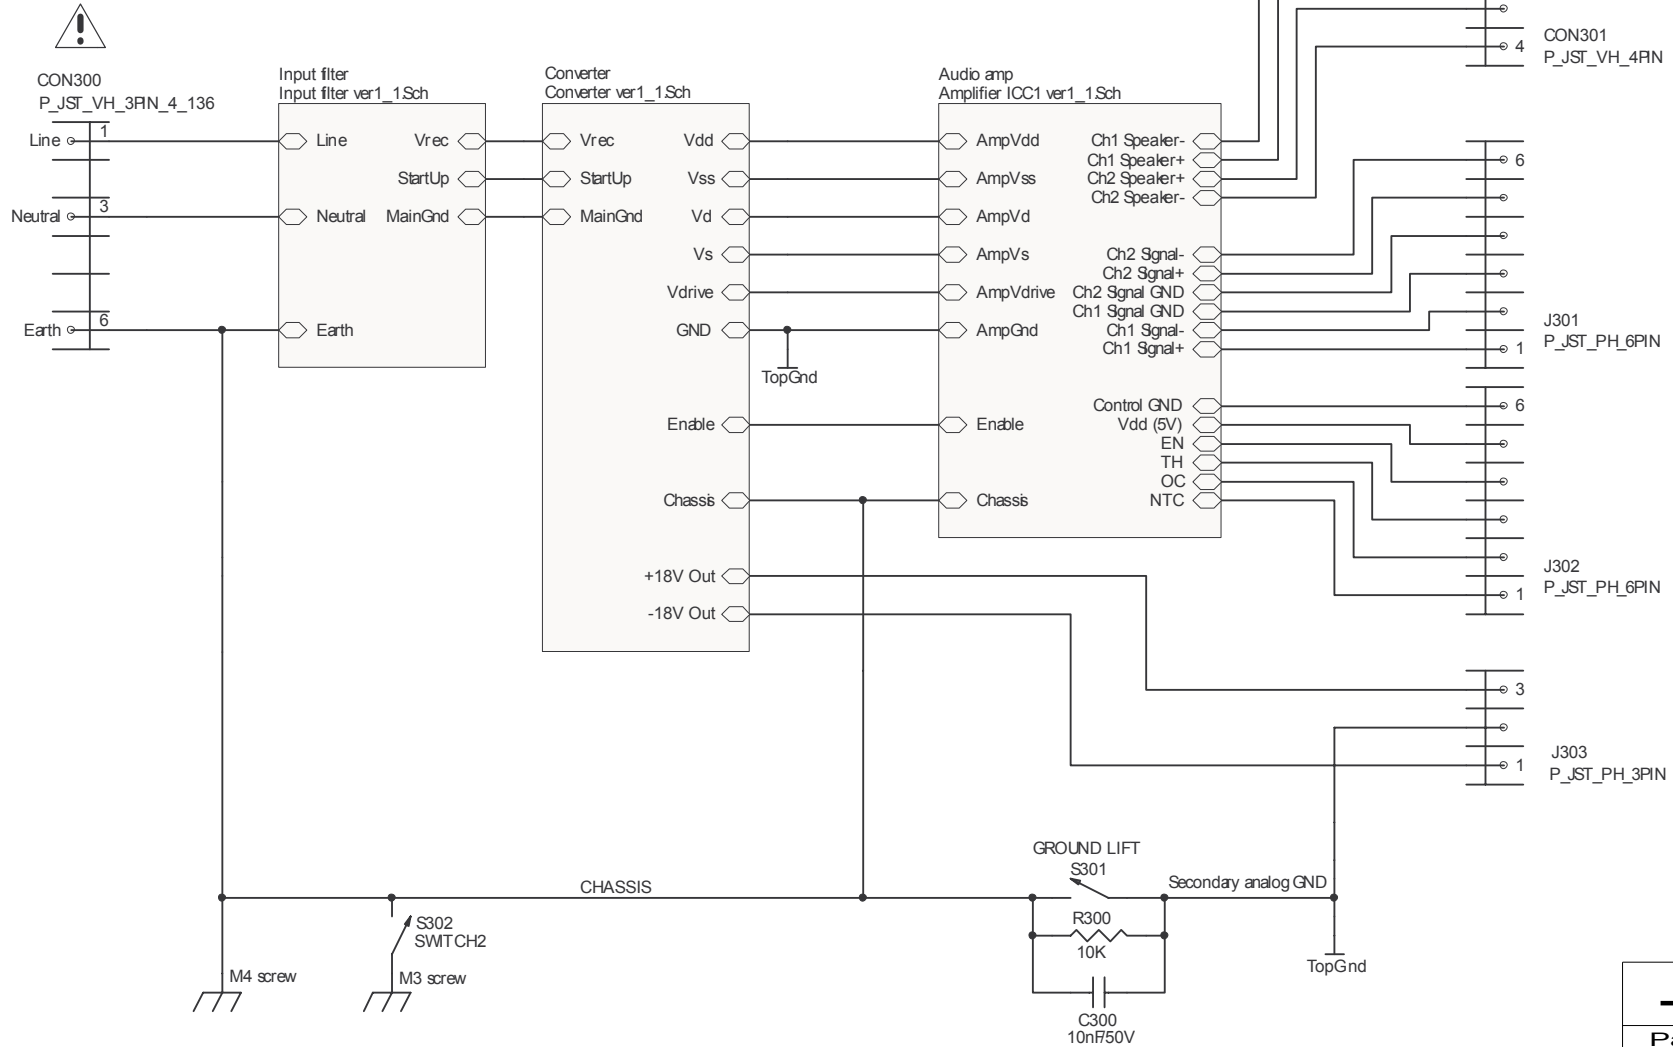 CON300
P_JST_VH_3PIN_4_136
Line
1
Neutral
3
Earth
6
Input filter
Input filter ver1_1.Sch
Line
Vrec
StartUp
Neutral
MainGnd
Earth
Converter
Converter ver1_1.Sch
Vrec
Vdd
StartUp
Vss
MainGnd
Vd
Vs
Vdrive
GND
TopGnd
Enable
Chassis
+18V Out
-18V Out
Audio amp
Amplifier ICC1 ver1_1.Sch
AmpVdd
AmpVss
AmpVd
AmpVs
AmpVdrive
AmpGnd
Enable
Chassis
Ch1 Speaker-
Ch1 Speaker+
Ch2 Speaker+
Ch2 Speaker-
Ch2 Signal-
Ch2 Signal+
Ch2 Signal GND
Ch1 Signal GND
Ch1 Signal-
Ch1 Signal+
Control GND
Vdd (5V)
EN
TH
OC
NTC
4
CON301
P_JST_VH_4PIN
6
J301
P_JST_PH_6PIN
1
6
J302
P_JST_PH_6PIN
1
3
J303
P_JST_PH_3PIN
1
CHASSIS
S302
SWITCH2
M4 screw
M3 screw
GROUND LIFT
S301
Secondary analog GND
R300
10K
C300
10nF/50V
TopGnd